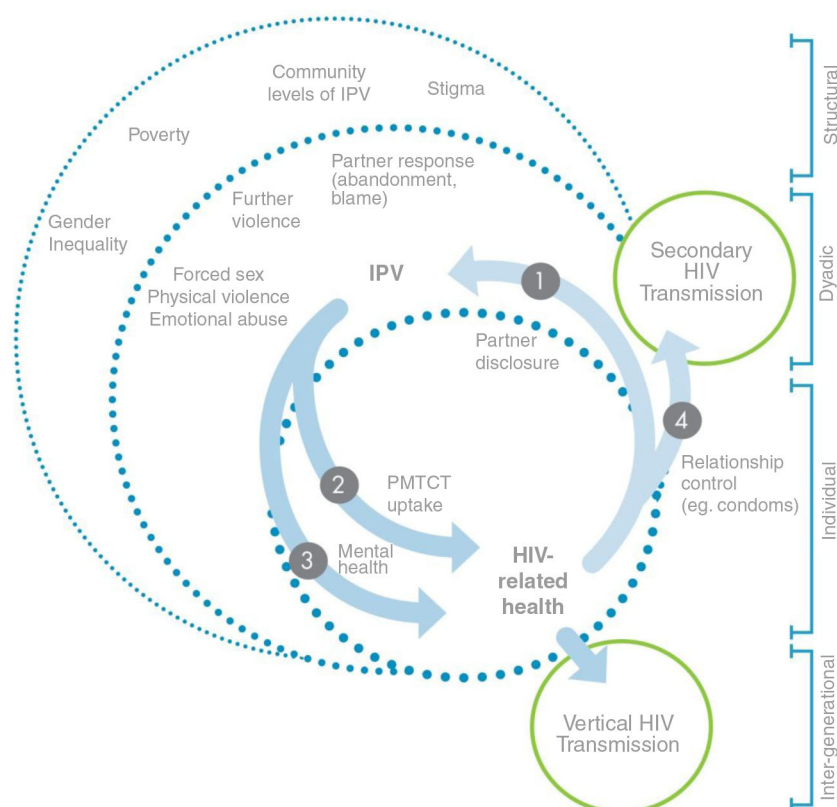 Community
levels of IPV
Stigma
Poverty
Structural
Partner response
(abandonment,
blame)
Further
violence
Gender
Inequality
Secondary
HIV
Transmission
Dyadic
IPV
1
Forced sex
Physical violence
Emotional abuse
Partner
disclosure
4
Relationship
control
(eg. condoms)
Individual
2
PMTCT
uptake
3
Mental
health
HIV-
related
health
Vertical HIV
Transmission
Inter-generational